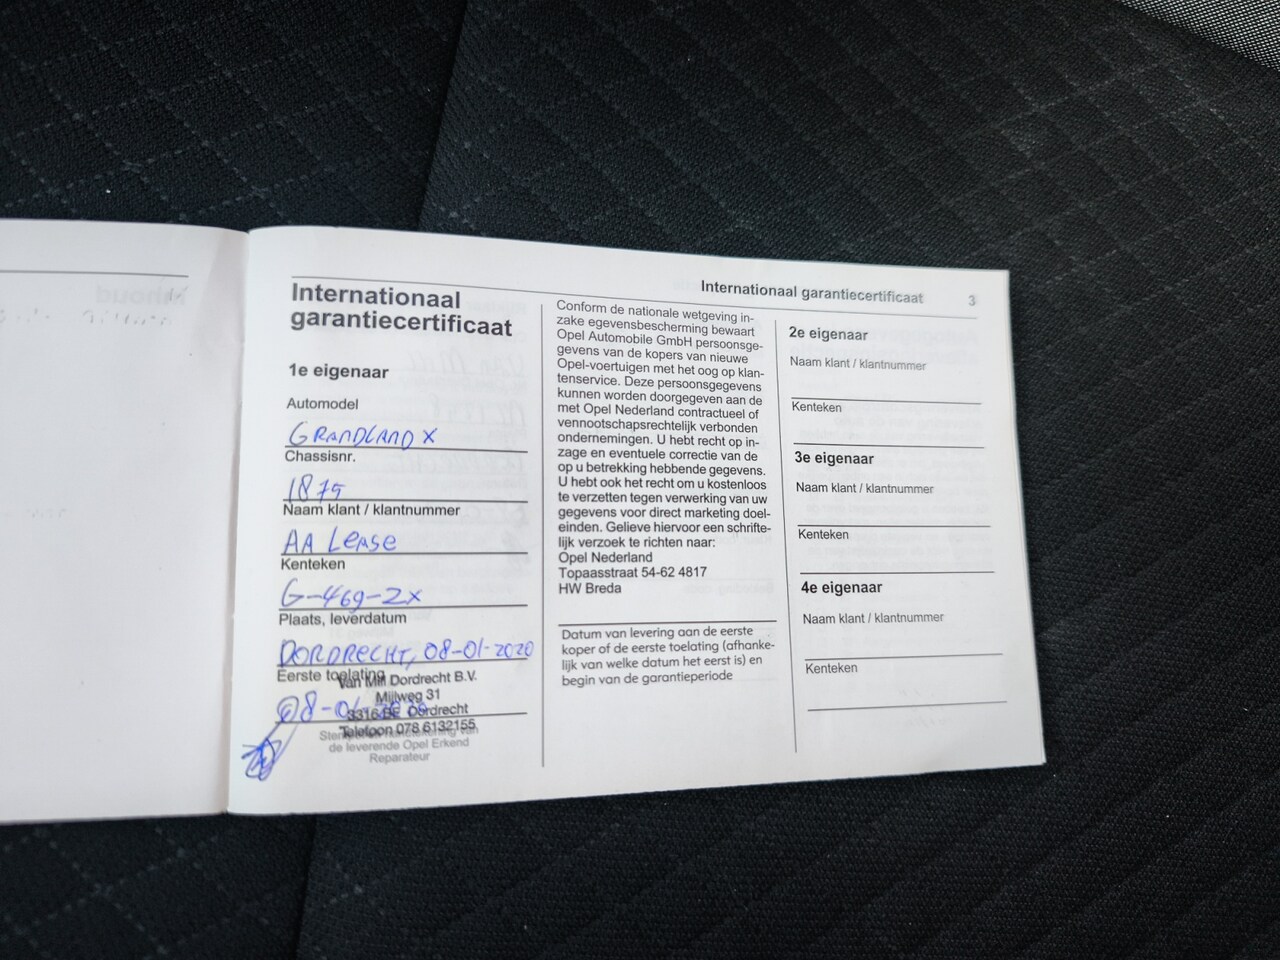 Internationaal garantiecertificaat 3
Internationaal
garantiecertificaat
1e eigenaar
Automodel
GRANDLAND X
Chassisnr.
1875
Naam klant / klantnummer
AA LEASE
Kenteken
G-469-ZX
Plaats, leverdatum
DORDRECHT, 08-01-2020
Eerste toelating
Van Mill Dordrecht B.V.
Mijlweg 31
3316 BE Dordrecht
Telefoon 078 6132155
de leverende Opel Erkend
Reparateur
Conform de nationale wetgeving in-
zake egevensbescherming bewaart
Opel Automobile GmbH persoonsge-
gevens van de kopers van nieuwe
Opel-voertuigen met het oog op klan-
tenservice. Deze persoonsgegevens
kunnen worden doorgegeven aan de
met Opel Nederland contractueel of
vennootschapsrechtelijk verbonden
ondernemingen. U hebt recht op in-
zage en eventuele correctie van de
op u betrekking hebbende gegevens.
U hebt ook het recht om u kostenloos
te verzetten tegen verwerking van uw
gegevens voor direct marketing doel-
einden. Gelieve hiervoor een schrifte-
lijk verzoek te richten naar:
Opel Nederland
Topaasstraat 54-62 4817
HW Breda
Datum van levering aan de eerste
koper of de eerste toelating (afhanke-
lijk van welke datum het eerst is) en
begin van de garantieperiode
2e eigenaar
Naam klant / klantnummer
Kenteken
3e eigenaar
Naam klant / klantnummer
Kenteken
4e eigenaar
Naam klant / klantnummer
Kenteken